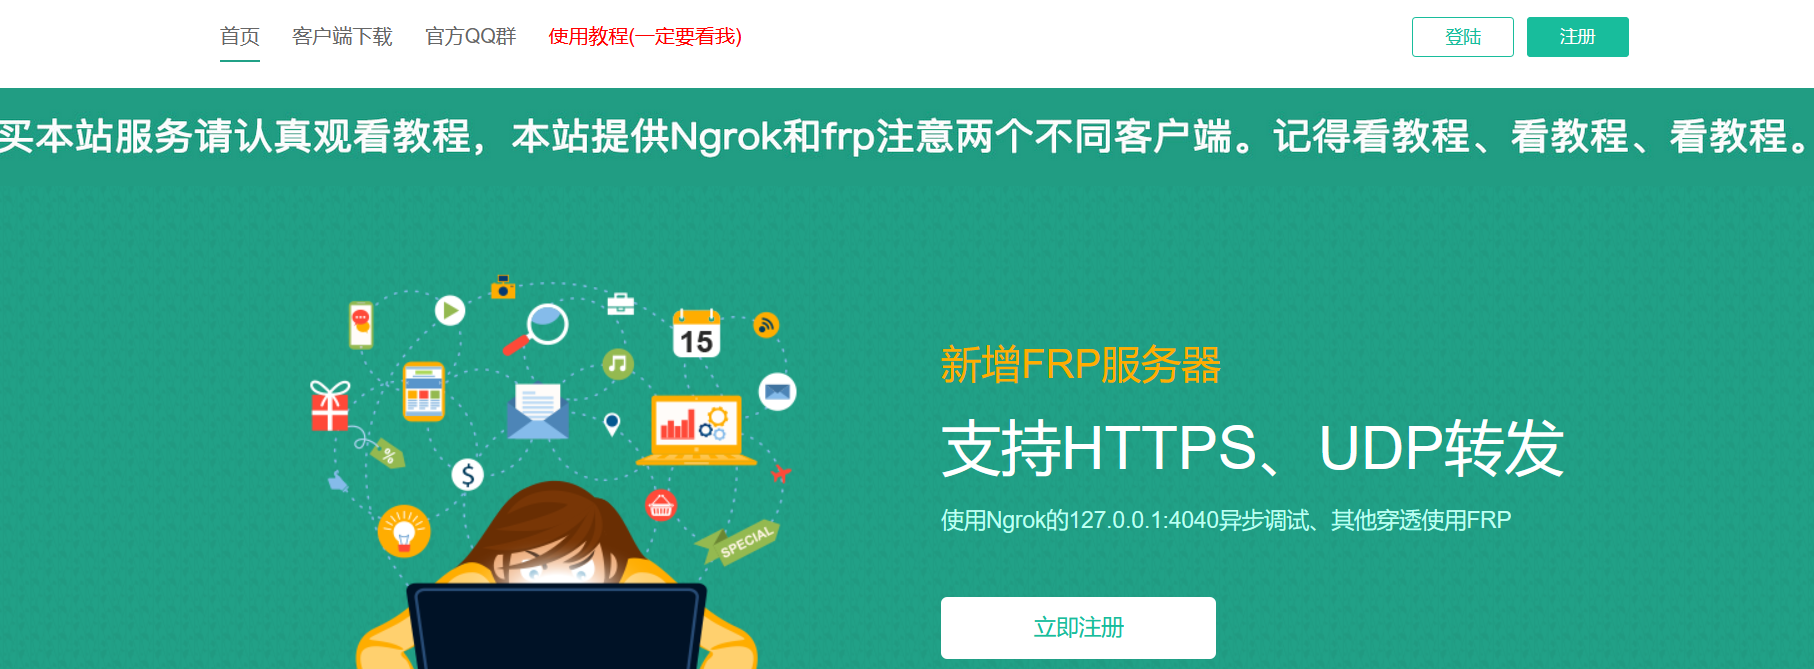 首页 客户端下载 官方QQ群 使用教程(一定要看我) 登陆 注册
买本站服务请认真观看教程，本站提供Ngrok和frp注意两个不同客户端。记得看教程、看教程、看教程。
15
%
$
SPECIAL
新增FRP服务器
支持HTTPS、UDP转发
使用Ngrok的127.0.0.1:4040异步调试、其他穿透使用FRP
立即注册